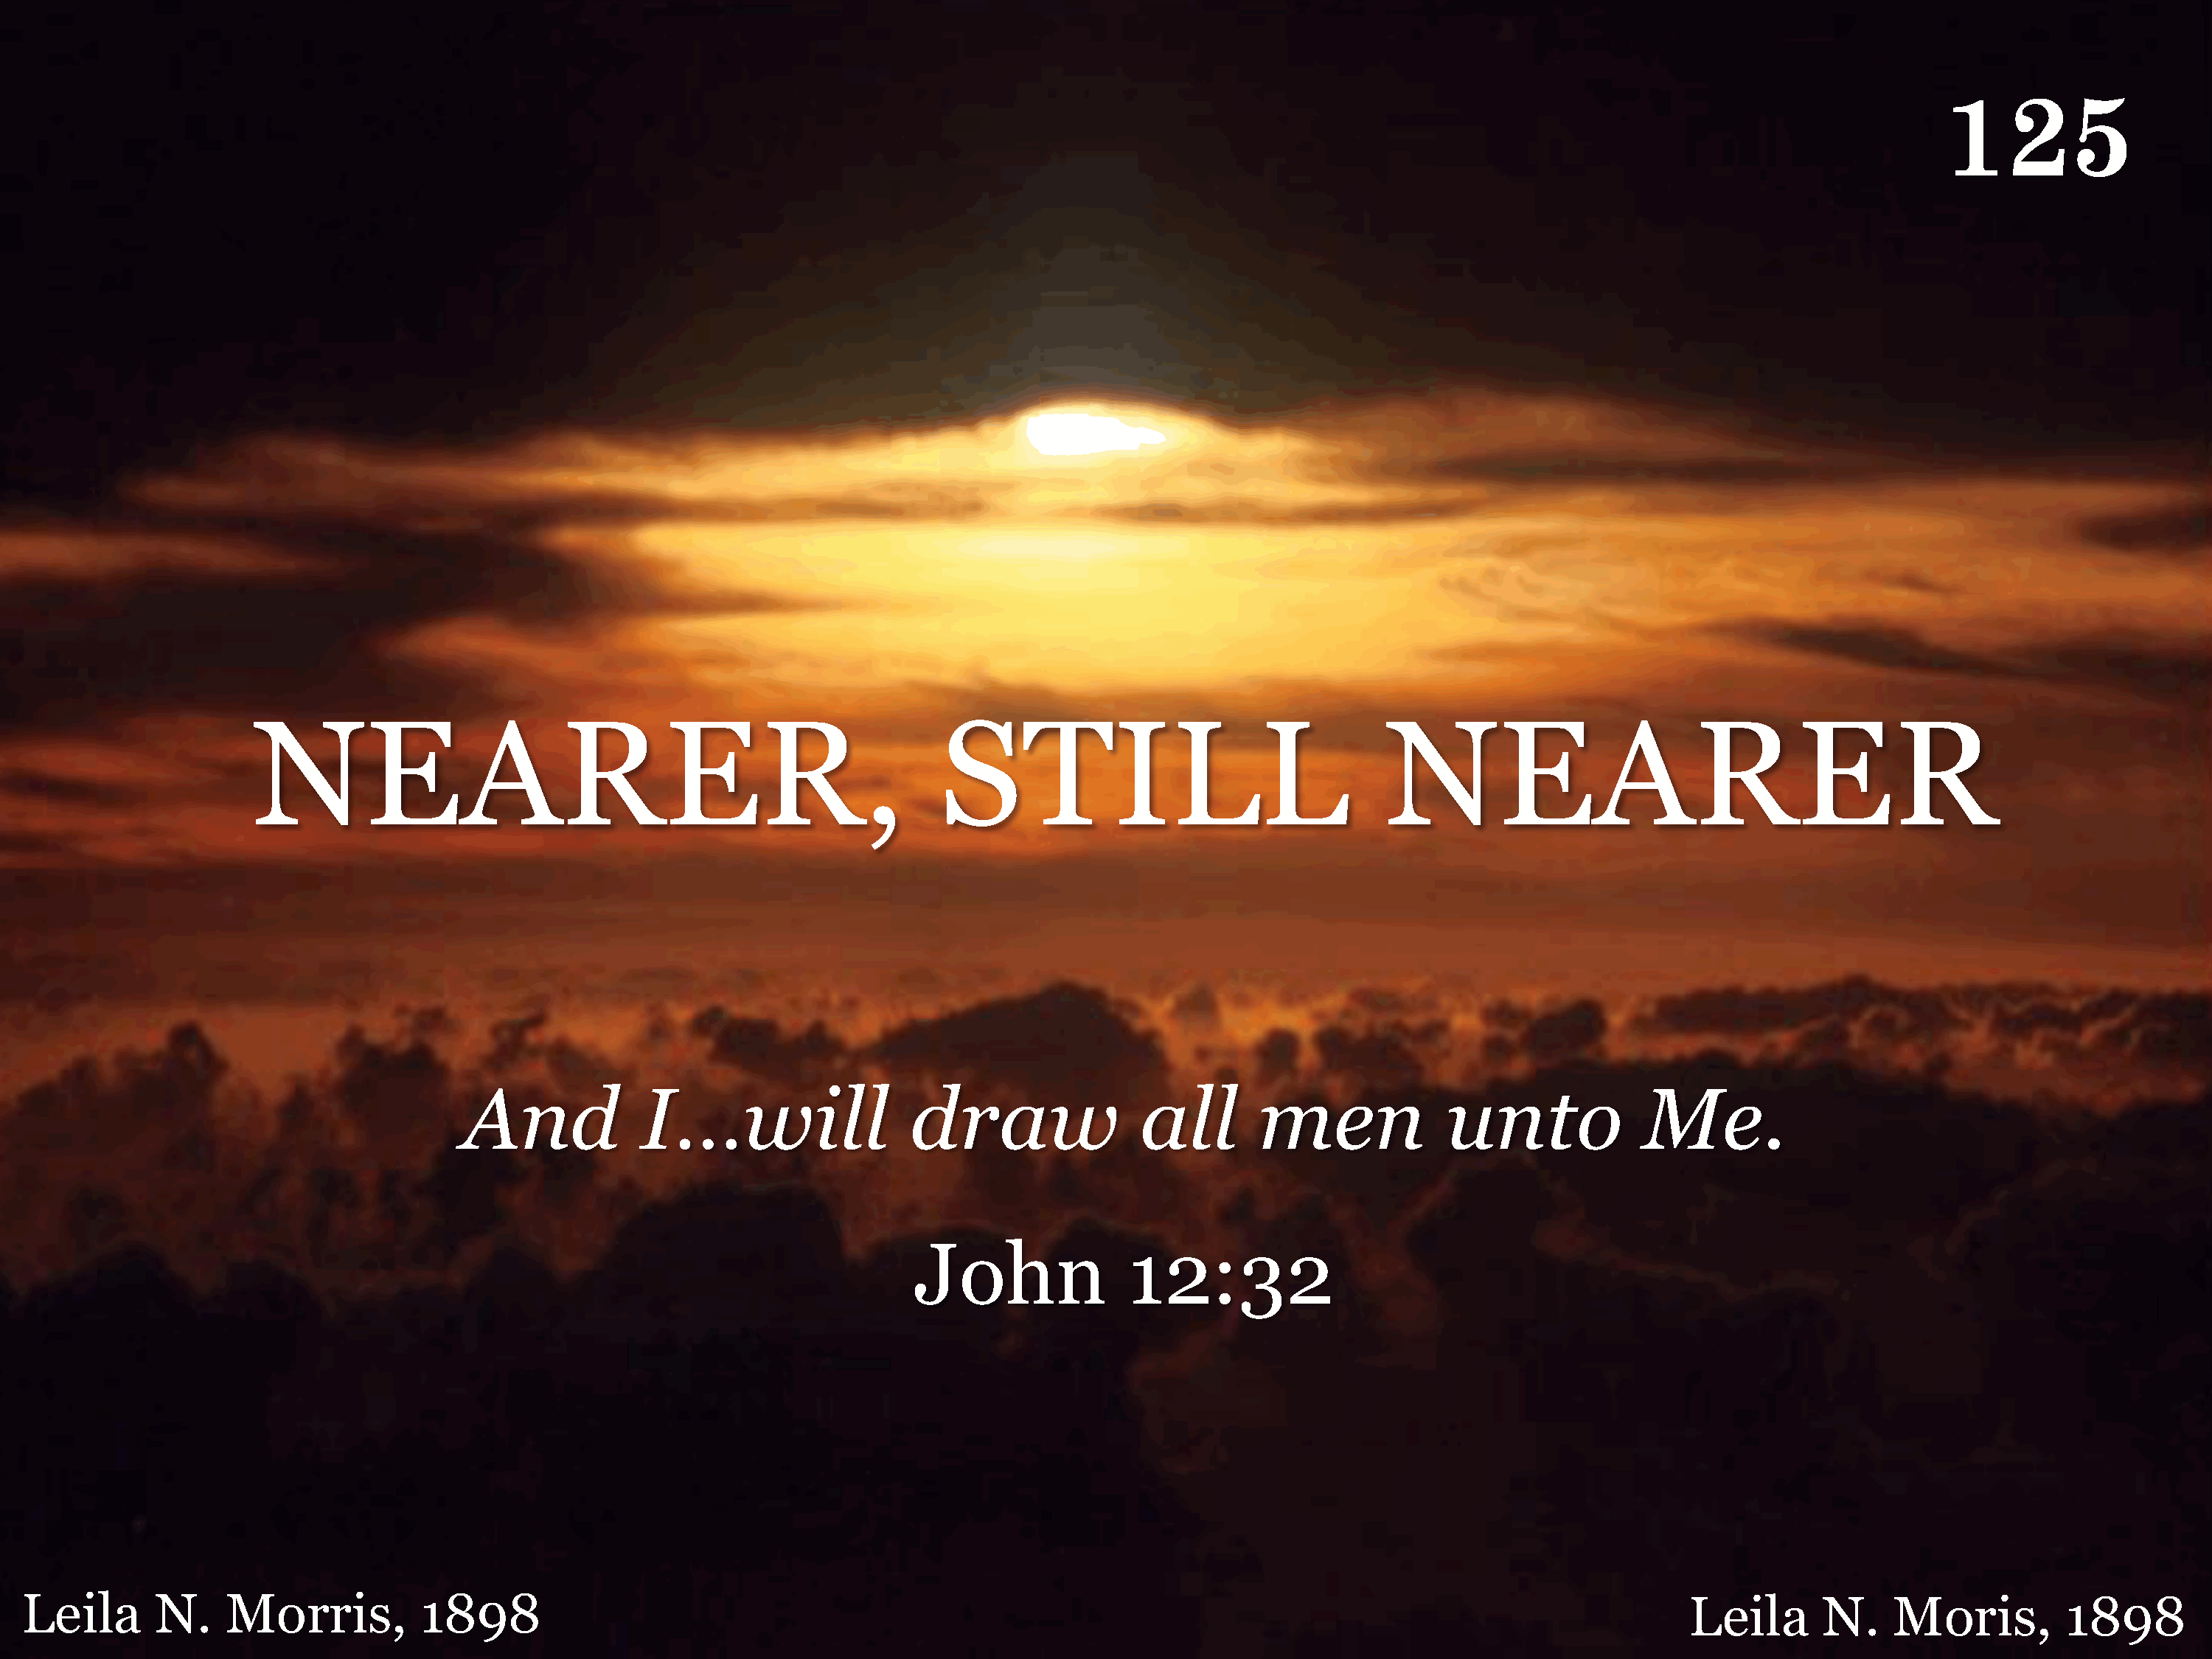 125
NEARER, STILL NEARER
And I...will draw all men unto Me.
John 12:32
Leila N. Morris, 1898
Leila N. Moris, 1898